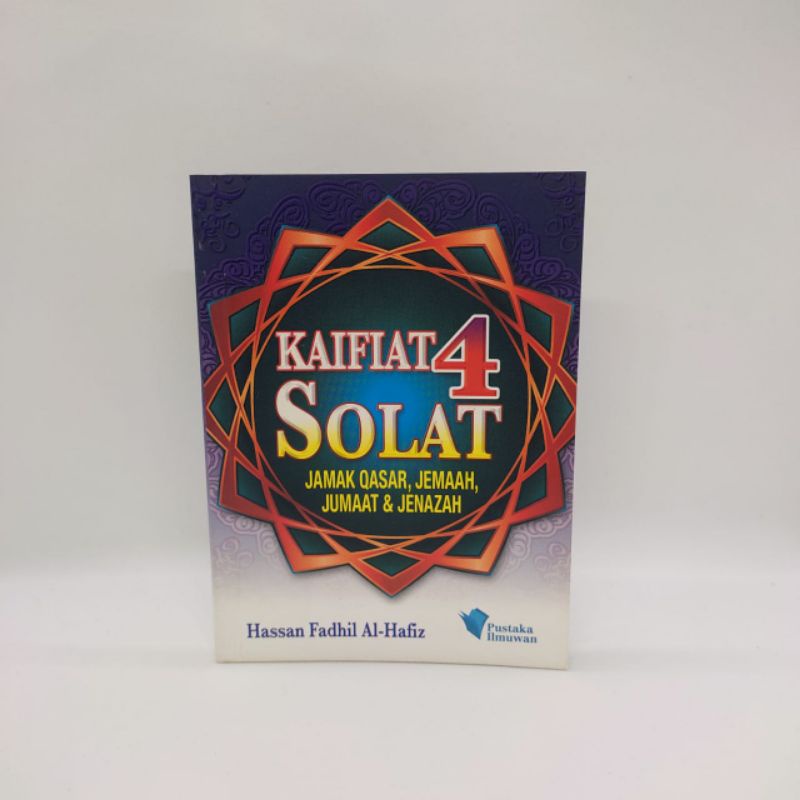 KAIFIAT 4
SOLAT
JAMAK QASAR, JEMAAH,
JUMAAT & JENAZAH
Hassan Fadhil Al-Hafiz
Pustaka
Ilmuwan